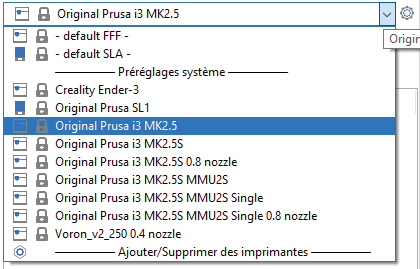 Original Prusa i3 MK2.5
Origin
- default FFF -
- default SLA -
Préréglages système
Creality Ender-3
Original Prusa SL1
Original Prusa i3 MK2.5
Original Prusa i3 MK2.5S
Original Prusa i3 MK2.5S 0.8 nozzle
Original Prusa i3 MK2.5S MMU2S
Original Prusa i3 MK2.5S MMU2S Single
Original Prusa i3 MK2.5S MMU2S Single 0.8 nozzle
Voron_v2_250 0.4 nozzle
Ajouter/Supprimer des imprimantes